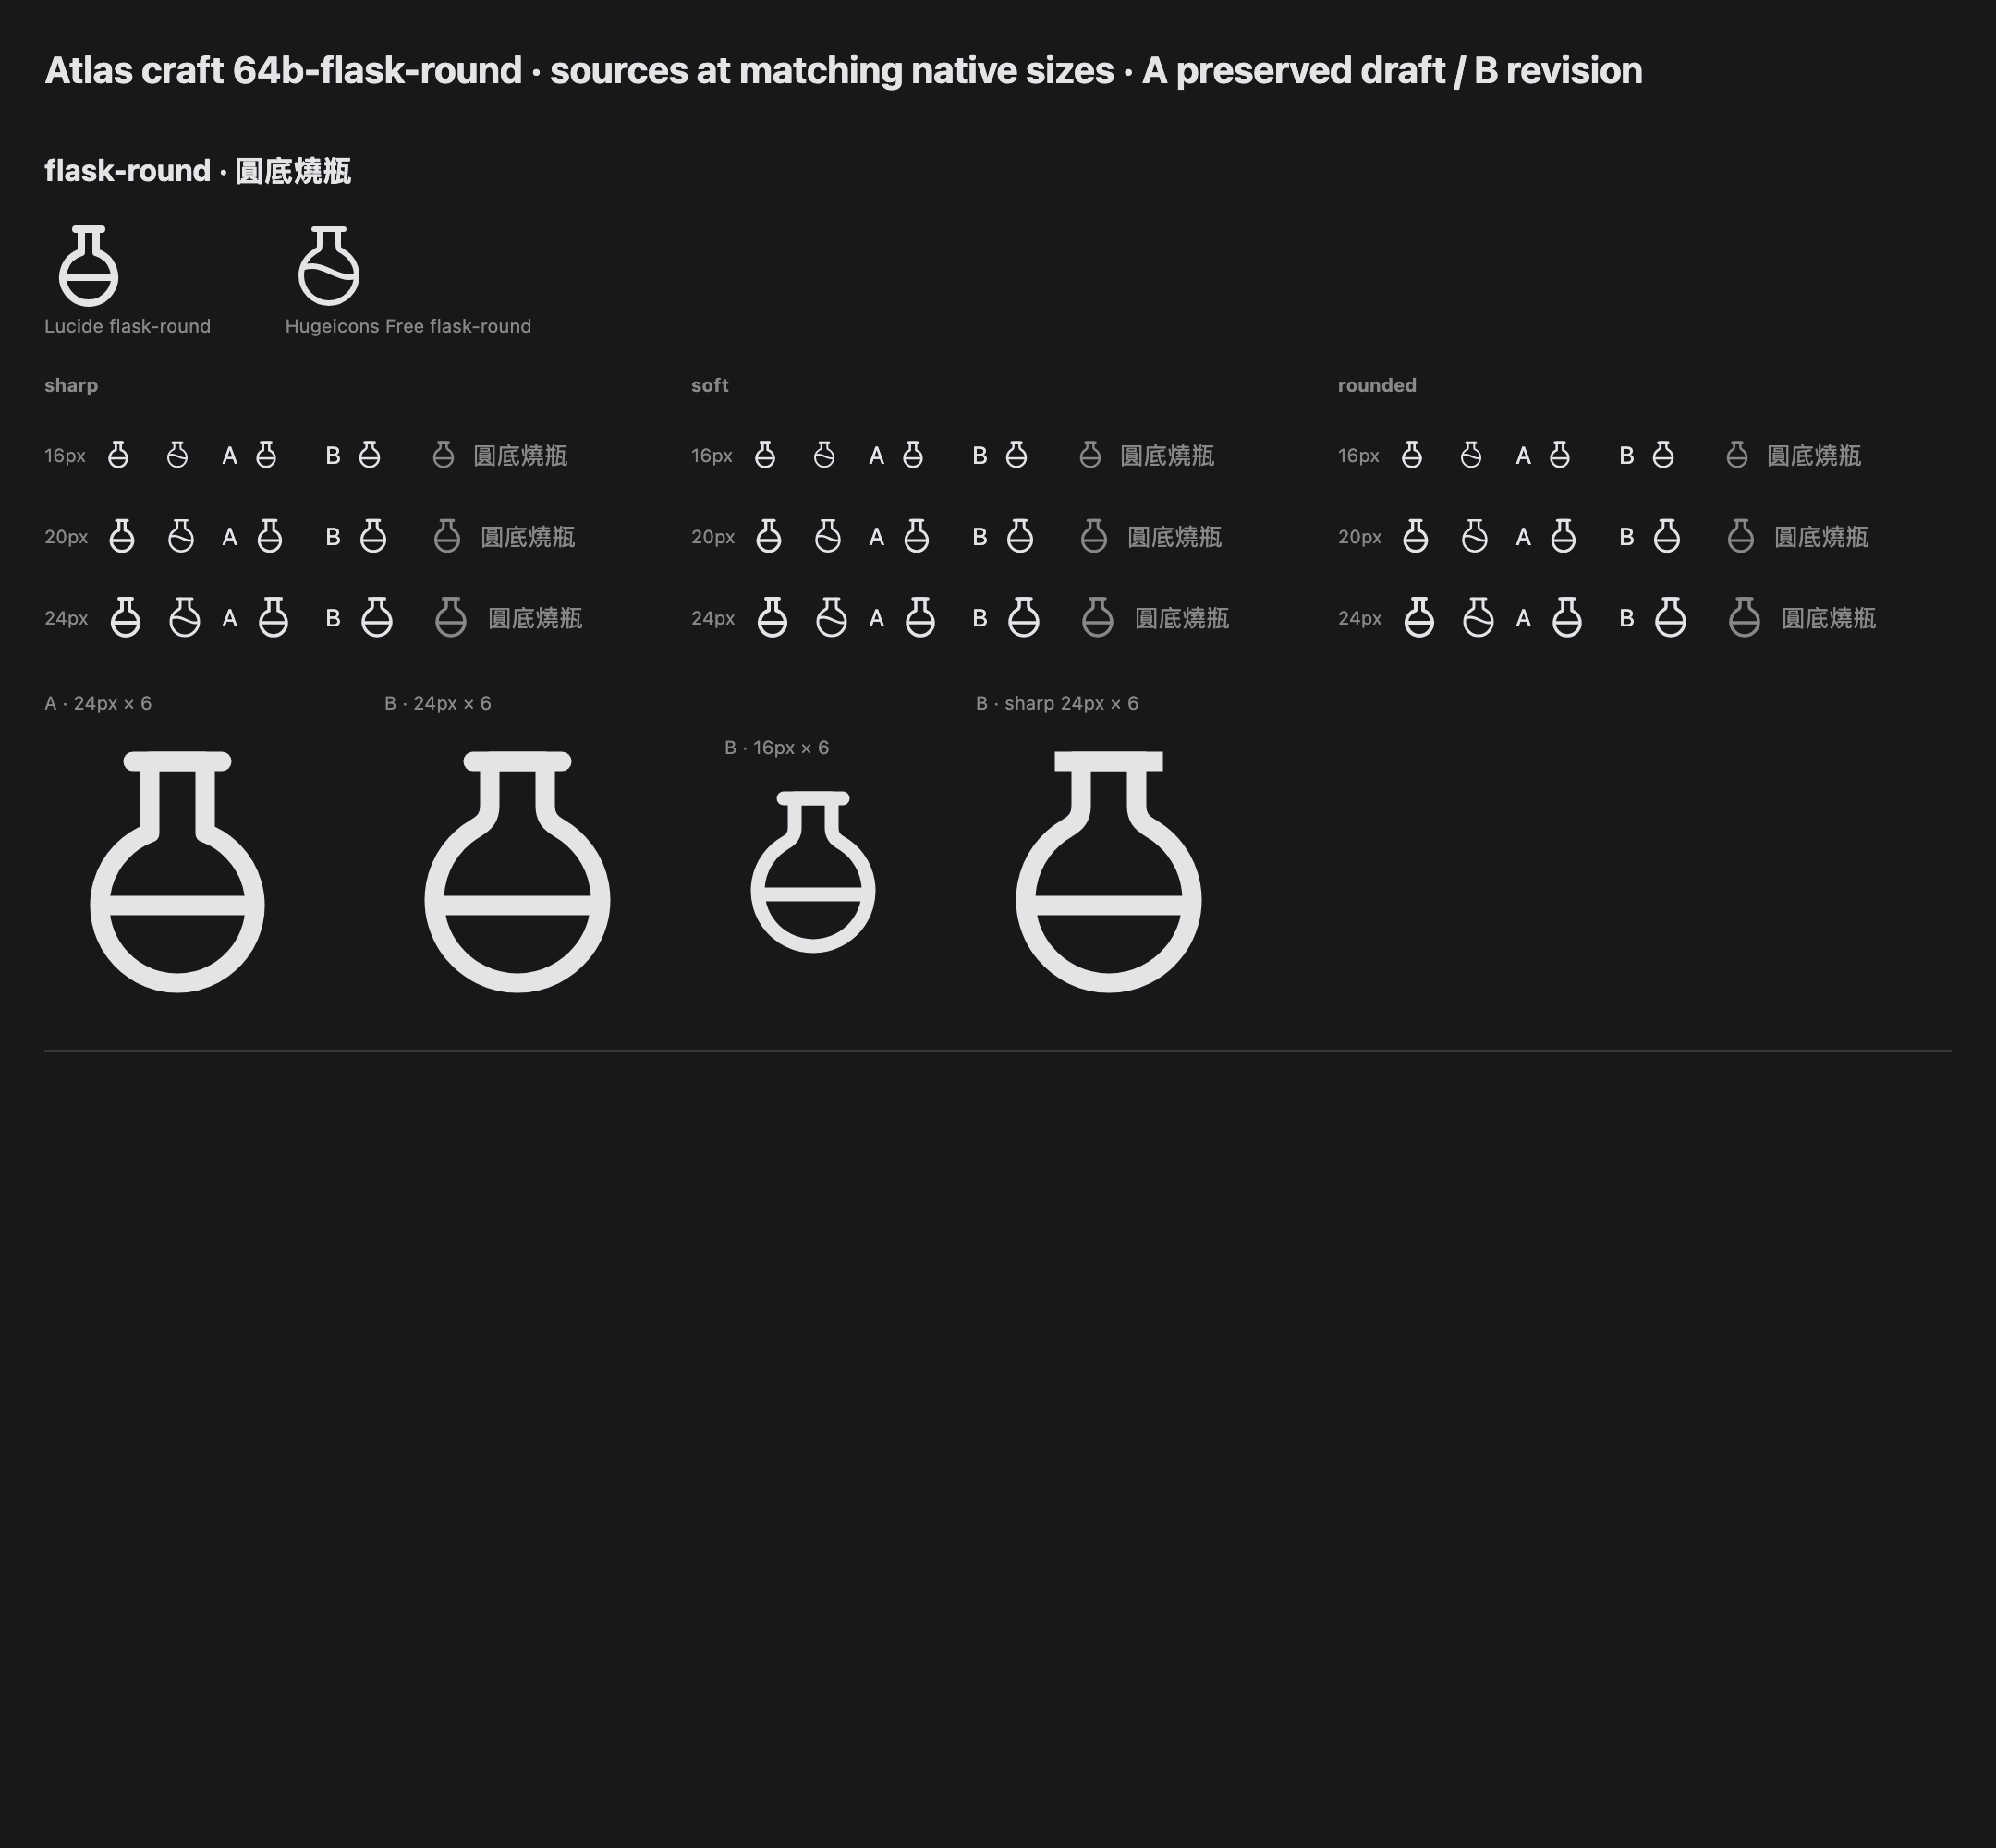 Atlas craft 64b-flask-round · sources at matching native sizes · A preserved draft / B revision
flask-round · 圓底燒瓶
Lucide flask-round
Hugeicons Free flask-round
sharp
soft
rounded
16px A B 圓底燒瓶
16px A B 圓底燒瓶
16px A B 圓底燒瓶
20px A B 圓底燒瓶
20px A B 圓底燒瓶
20px A B 圓底燒瓶
24px A B 圓底燒瓶
24px A B 圓底燒瓶
24px A B 圓底燒瓶
A · 24px × 6
B · 24px × 6
B · 16px × 6
B · sharp 24px × 6